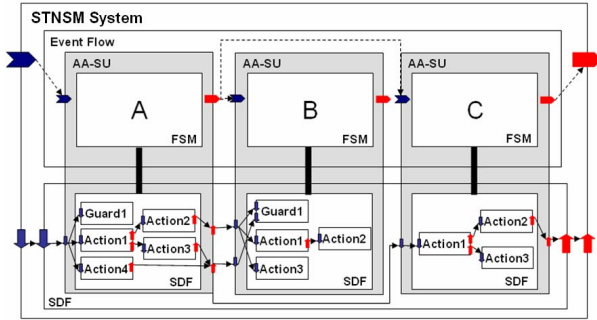 STNSM System
Event Flow
AA-SU
AA-SU
AA-SU
A
B
C
FSM
FSM
FSM
Guard1
Action2
Action1
Action3
Action4
SDF
Guard1
Action1
Action2
Action3
SDF
Action2
Action1
Action3
SDF
SDF